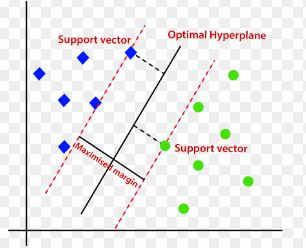 Optimal Hyperplane
Support vector
Support vector
Maximised margin